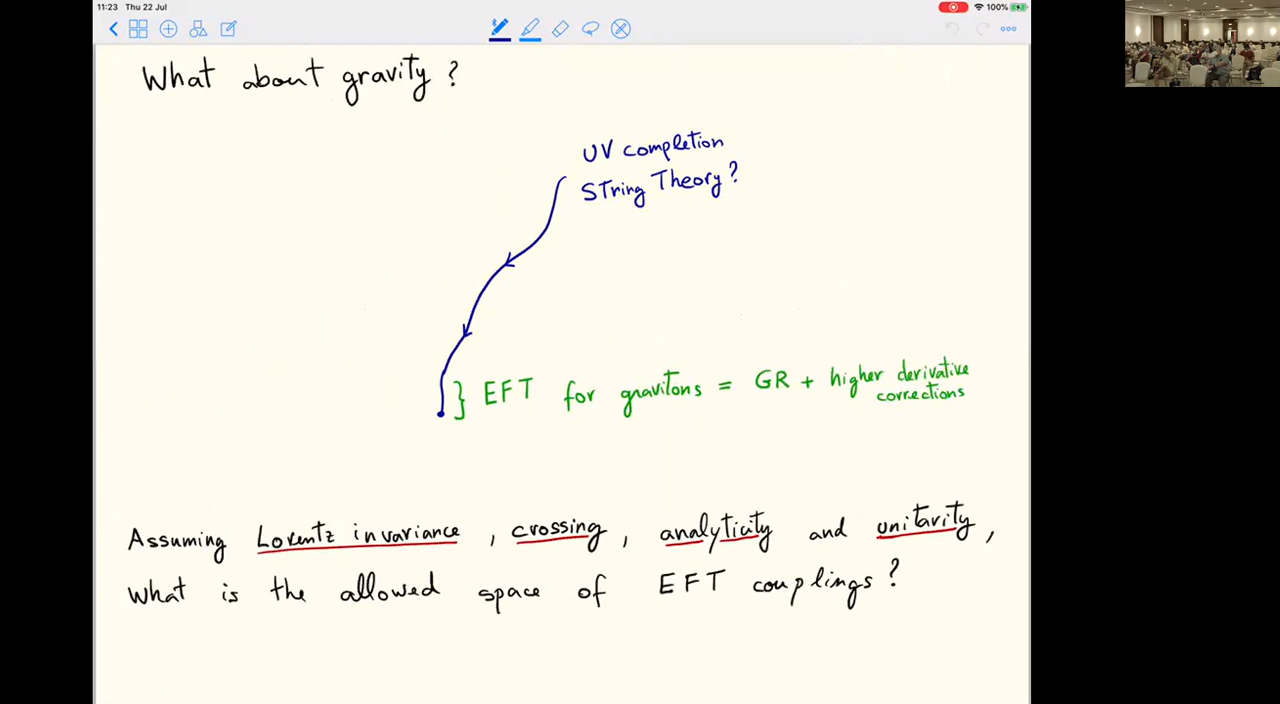 11:23 Thu 22 Jul
100%
What about gravity ?
UV completion
STring Theory?
} EFT for gravitons = GR + higher derivative
corrections
Assuming Lorentz invariance , crossing , analyticity and unitarity ,
What is the allowed space of EFT couplings ?